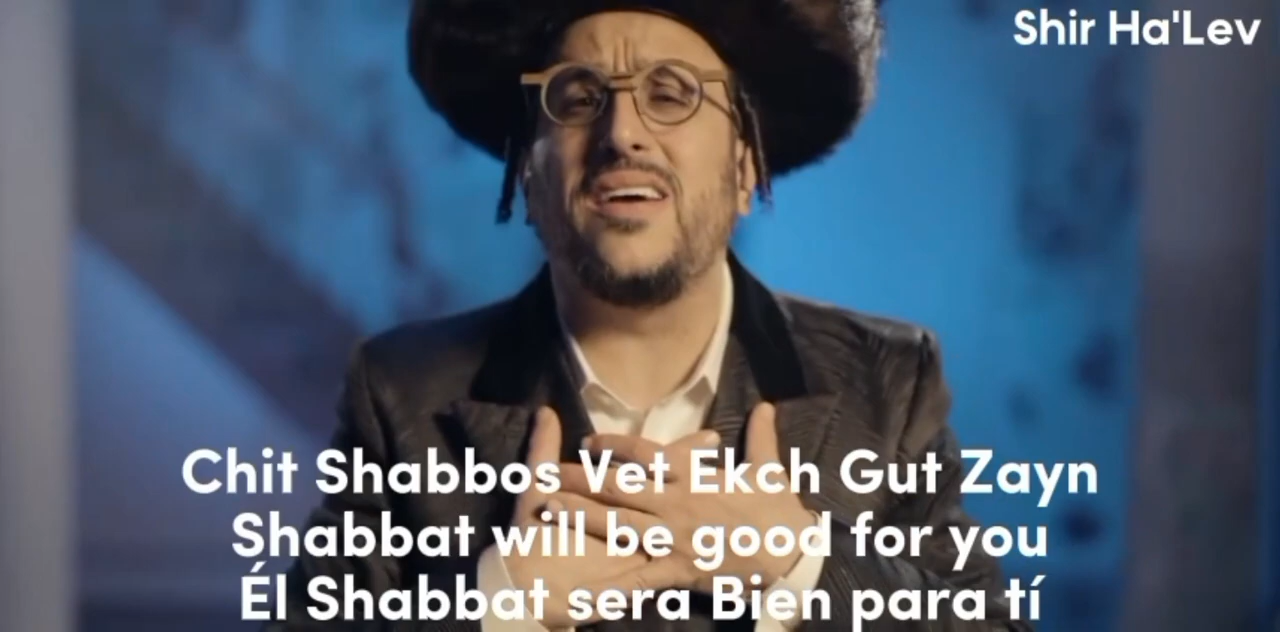 Shir Ha'Lev
Chit Shabbos Vet Ekch Gut Zayn
Shabbat will be good for you
Él Shabbat sera Bien para tí